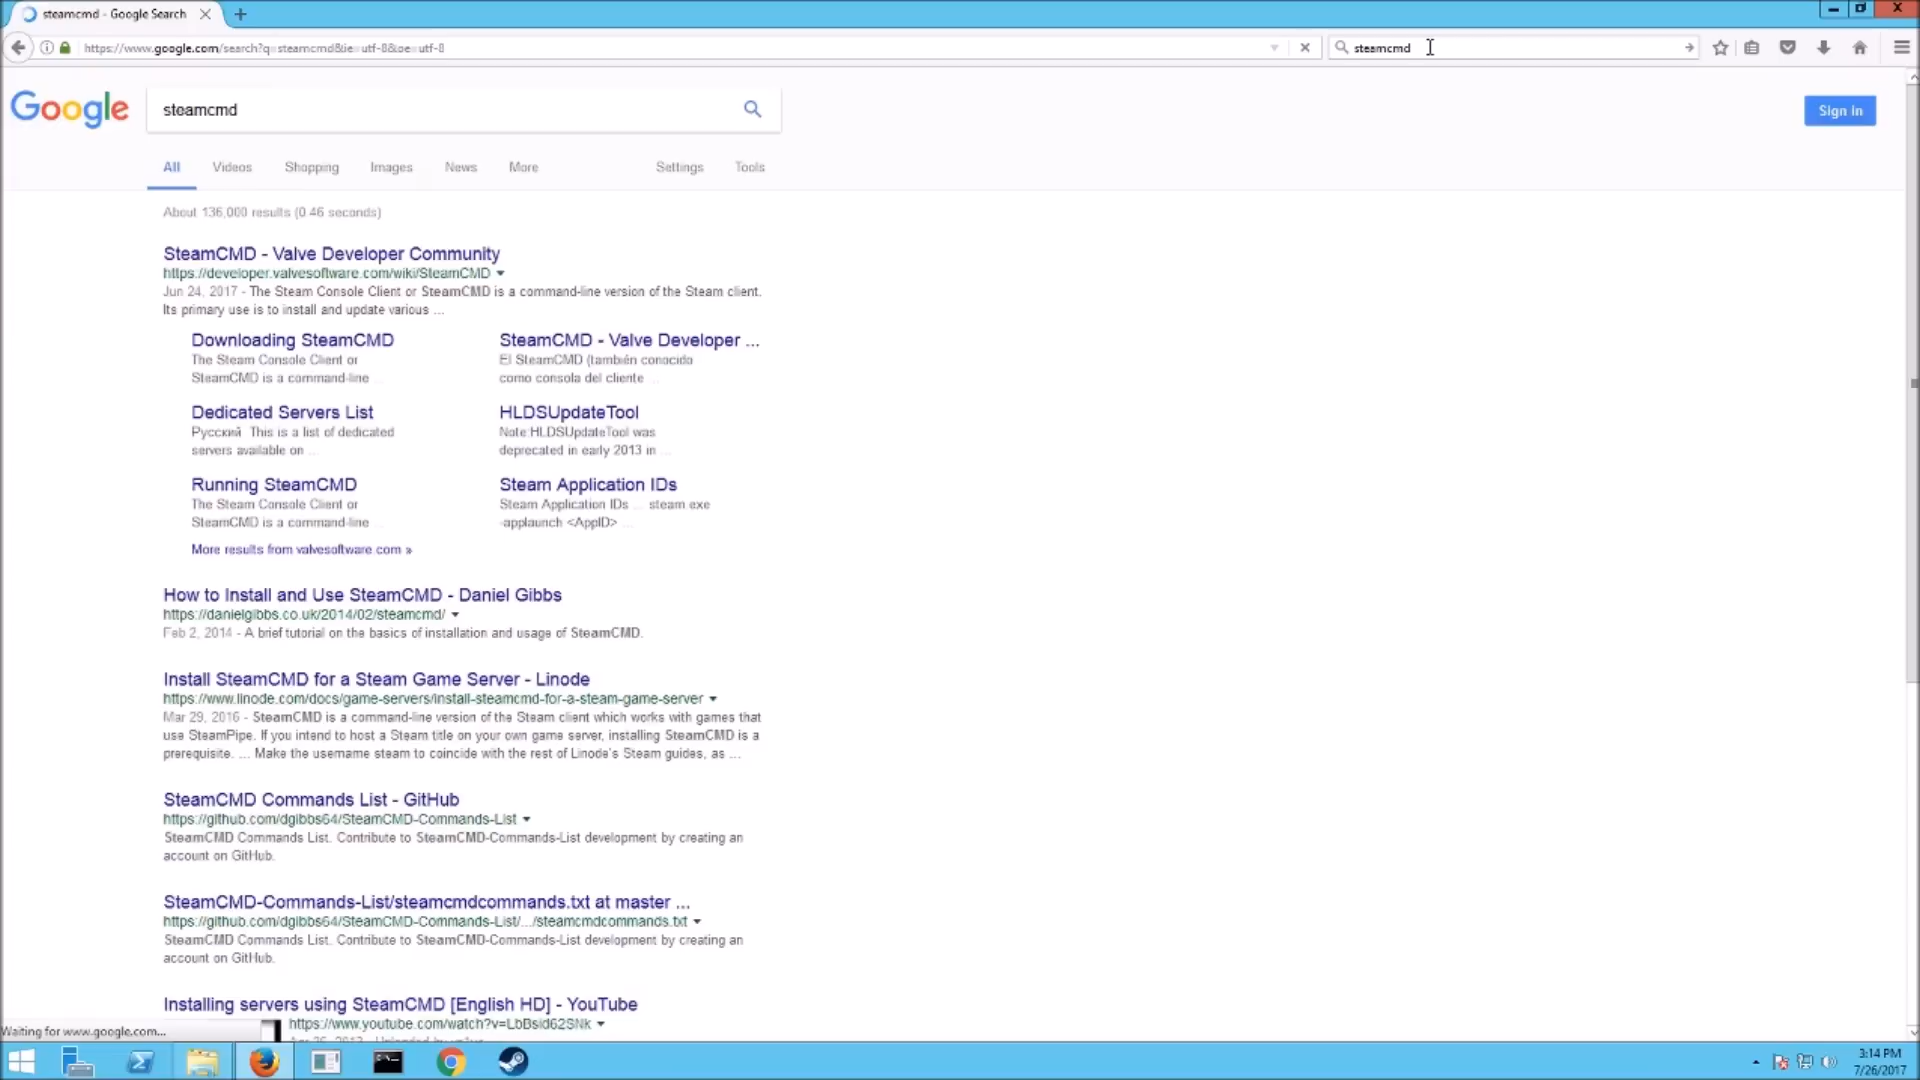 steamcmd - Google Search
https://www.google.com/search?q=steamcmd&ie=utf-8&oe=utf-8
steamcmd
Google
steamcmd
Sign in
All Videos Shopping Images News More Settings Tools
About 136,000 results (0.46 seconds)
SteamCMD - Valve Developer Community
https://developer.valvesoftware.com/wiki/SteamCMD
Jun 24, 2017 - The Steam Console Client or SteamCMD is a command-line version of the Steam client.
Its primary use is to install and update various ...
Downloading SteamCMD
The Steam Console Client or
SteamCMD is a command-line
SteamCMD - Valve Developer ...
El SteamCMD (también conocido
como consola del cliente ...
Dedicated Servers List
Русский This is a list of dedicated
servers available on ...
HLDSUpdateTool
Note:HLDSUpdateTool was
deprecated in early 2013 in ...
Running SteamCMD
The Steam Console Client or
SteamCMD is a command-line
Steam Application IDs
Steam Application IDs ... steam exe
-applaunch <AppID> ...
More results from valvesoftware.com »
How to Install and Use SteamCMD - Daniel Gibbs
https://danielgibbs.co.uk/2014/02/steamcmd/
Feb 2, 2014 - A brief tutorial on the basics of installation and usage of SteamCMD.
Install SteamCMD for a Steam Game Server - Linode
https://www.linode.com/docs/game-servers/install-steamcmd-for-a-steam-game-server
Mar 29, 2016 - SteamCMD is a command-line version of the Steam client which works with games that
use SteamPipe. If you intend to host a Steam title on your own game server, installing SteamCMD is a
prerequisite. ... Make the username steam to coincide with the rest of Linode's Steam guides, as ...
SteamCMD Commands List - GitHub
https://github.com/dgibbs64/SteamCMD-Commands-List
SteamCMD Commands List. Contribute to SteamCMD-Commands-List development by creating an
account on GitHub.
SteamCMD-Commands-List/steamcmdcommands.txt at master ...
https://github.com/dgibbs64/SteamCMD-Commands-List/.../steamcmdcommands.txt
SteamCMD Commands List. Contribute to SteamCMD-Commands-List development by creating an
account on GitHub.
Installing servers using SteamCMD [English HD] - YouTube
https://www.youtube.com/watch?v=LbBsid62SNk
Waiting for www.google.com...
3:14 PM
7/26/2017